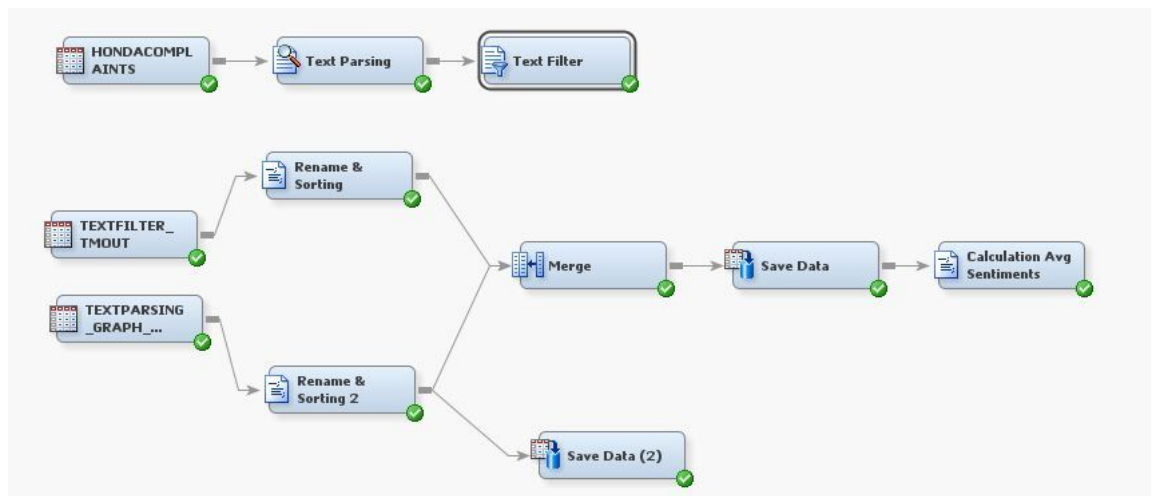 HONDACOMPL
AINTS
Text Parsing
Text Filter
Rename &
Sorting
TEXTFILTER_
TMOUT
Merge
Save Data
Calculation Avg
Sentiments
TEXTPARSING
_GRAPH_...
Rename &
Sorting 2
Save Data (2)